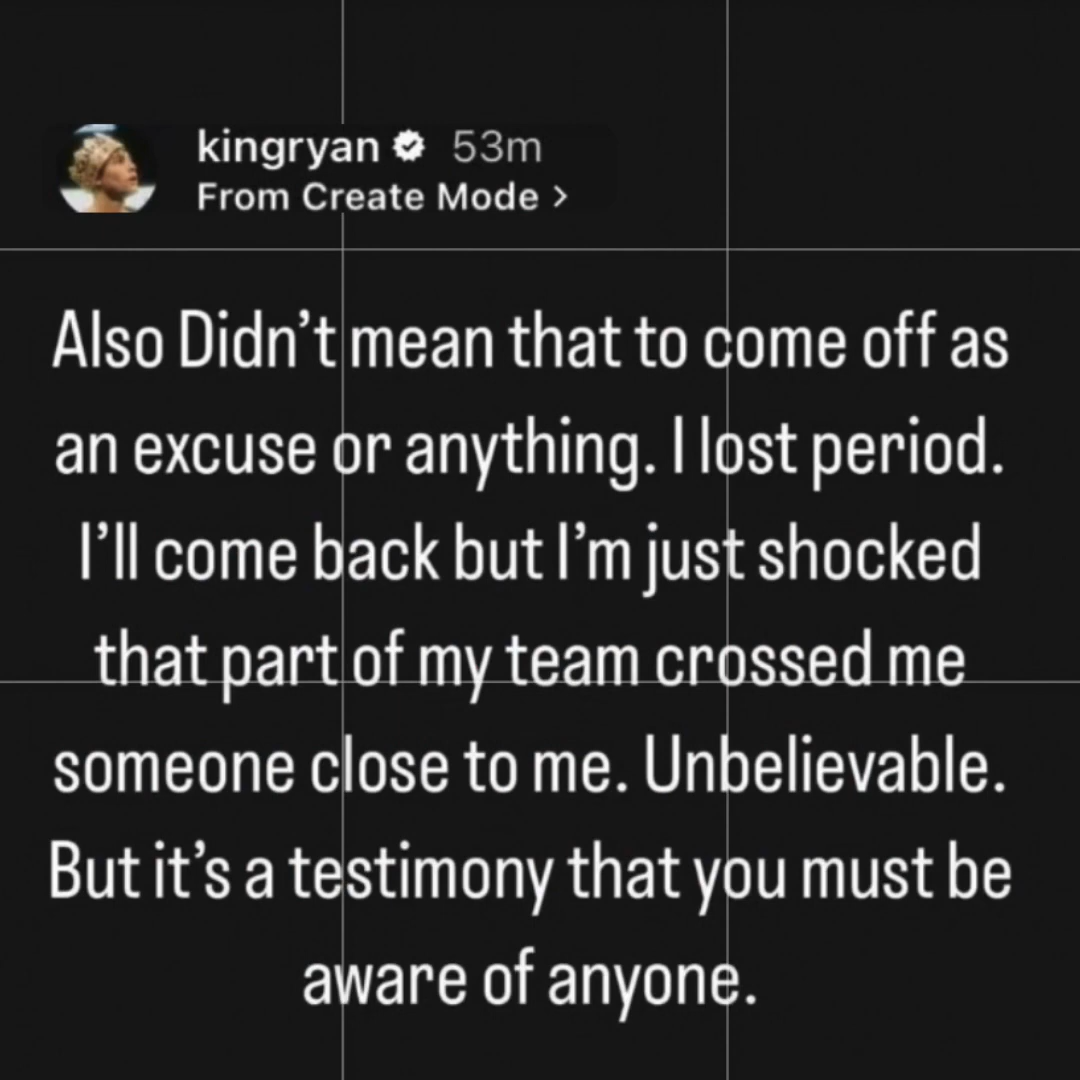 kingryan 53m
From Create Mode >
Also Didn’t mean that to come off as
an excuse or anything. I lost period.
I’ll come back but I’m just shocked
that part of my team crossed me
someone close to me. Unbelievable.
But it’s a testimony that you must be
aware of anyone.